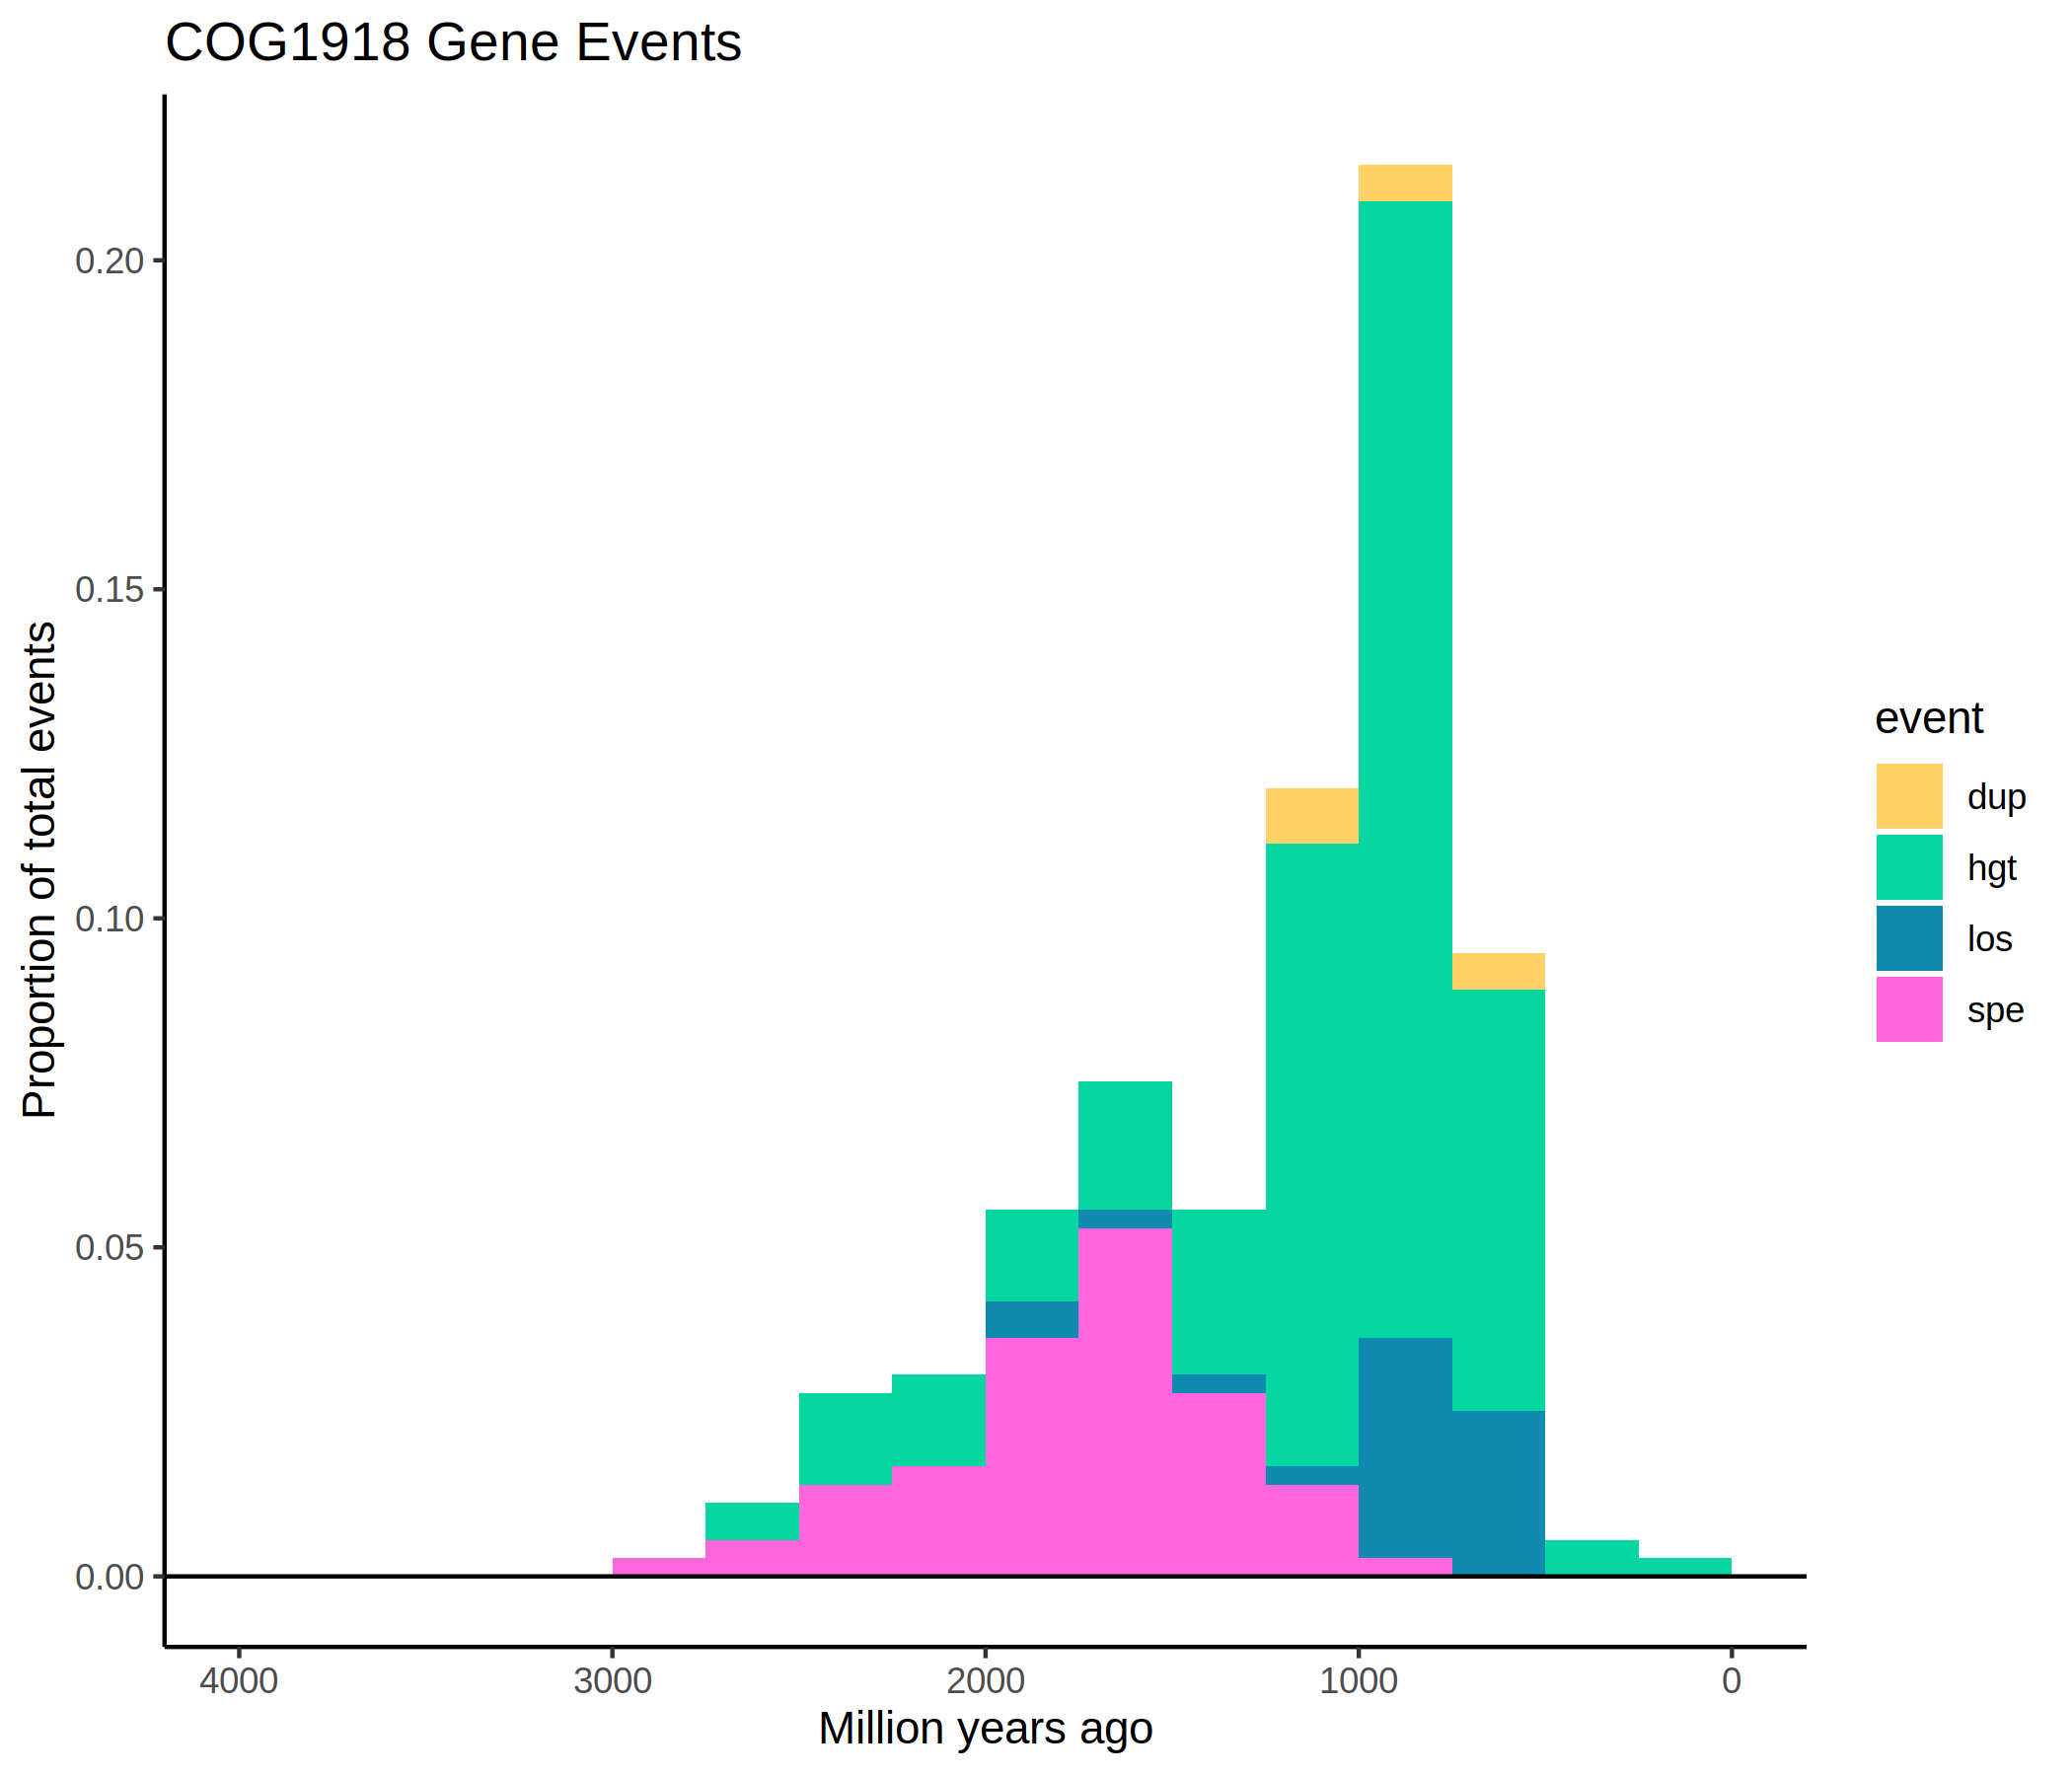 COG1918 Gene Events
Proportion of total events
0.20
0.15
0.10
0.05
0.00
4000 3000 2000 1000 0
Million years ago
event
dup
hgt
los
spe